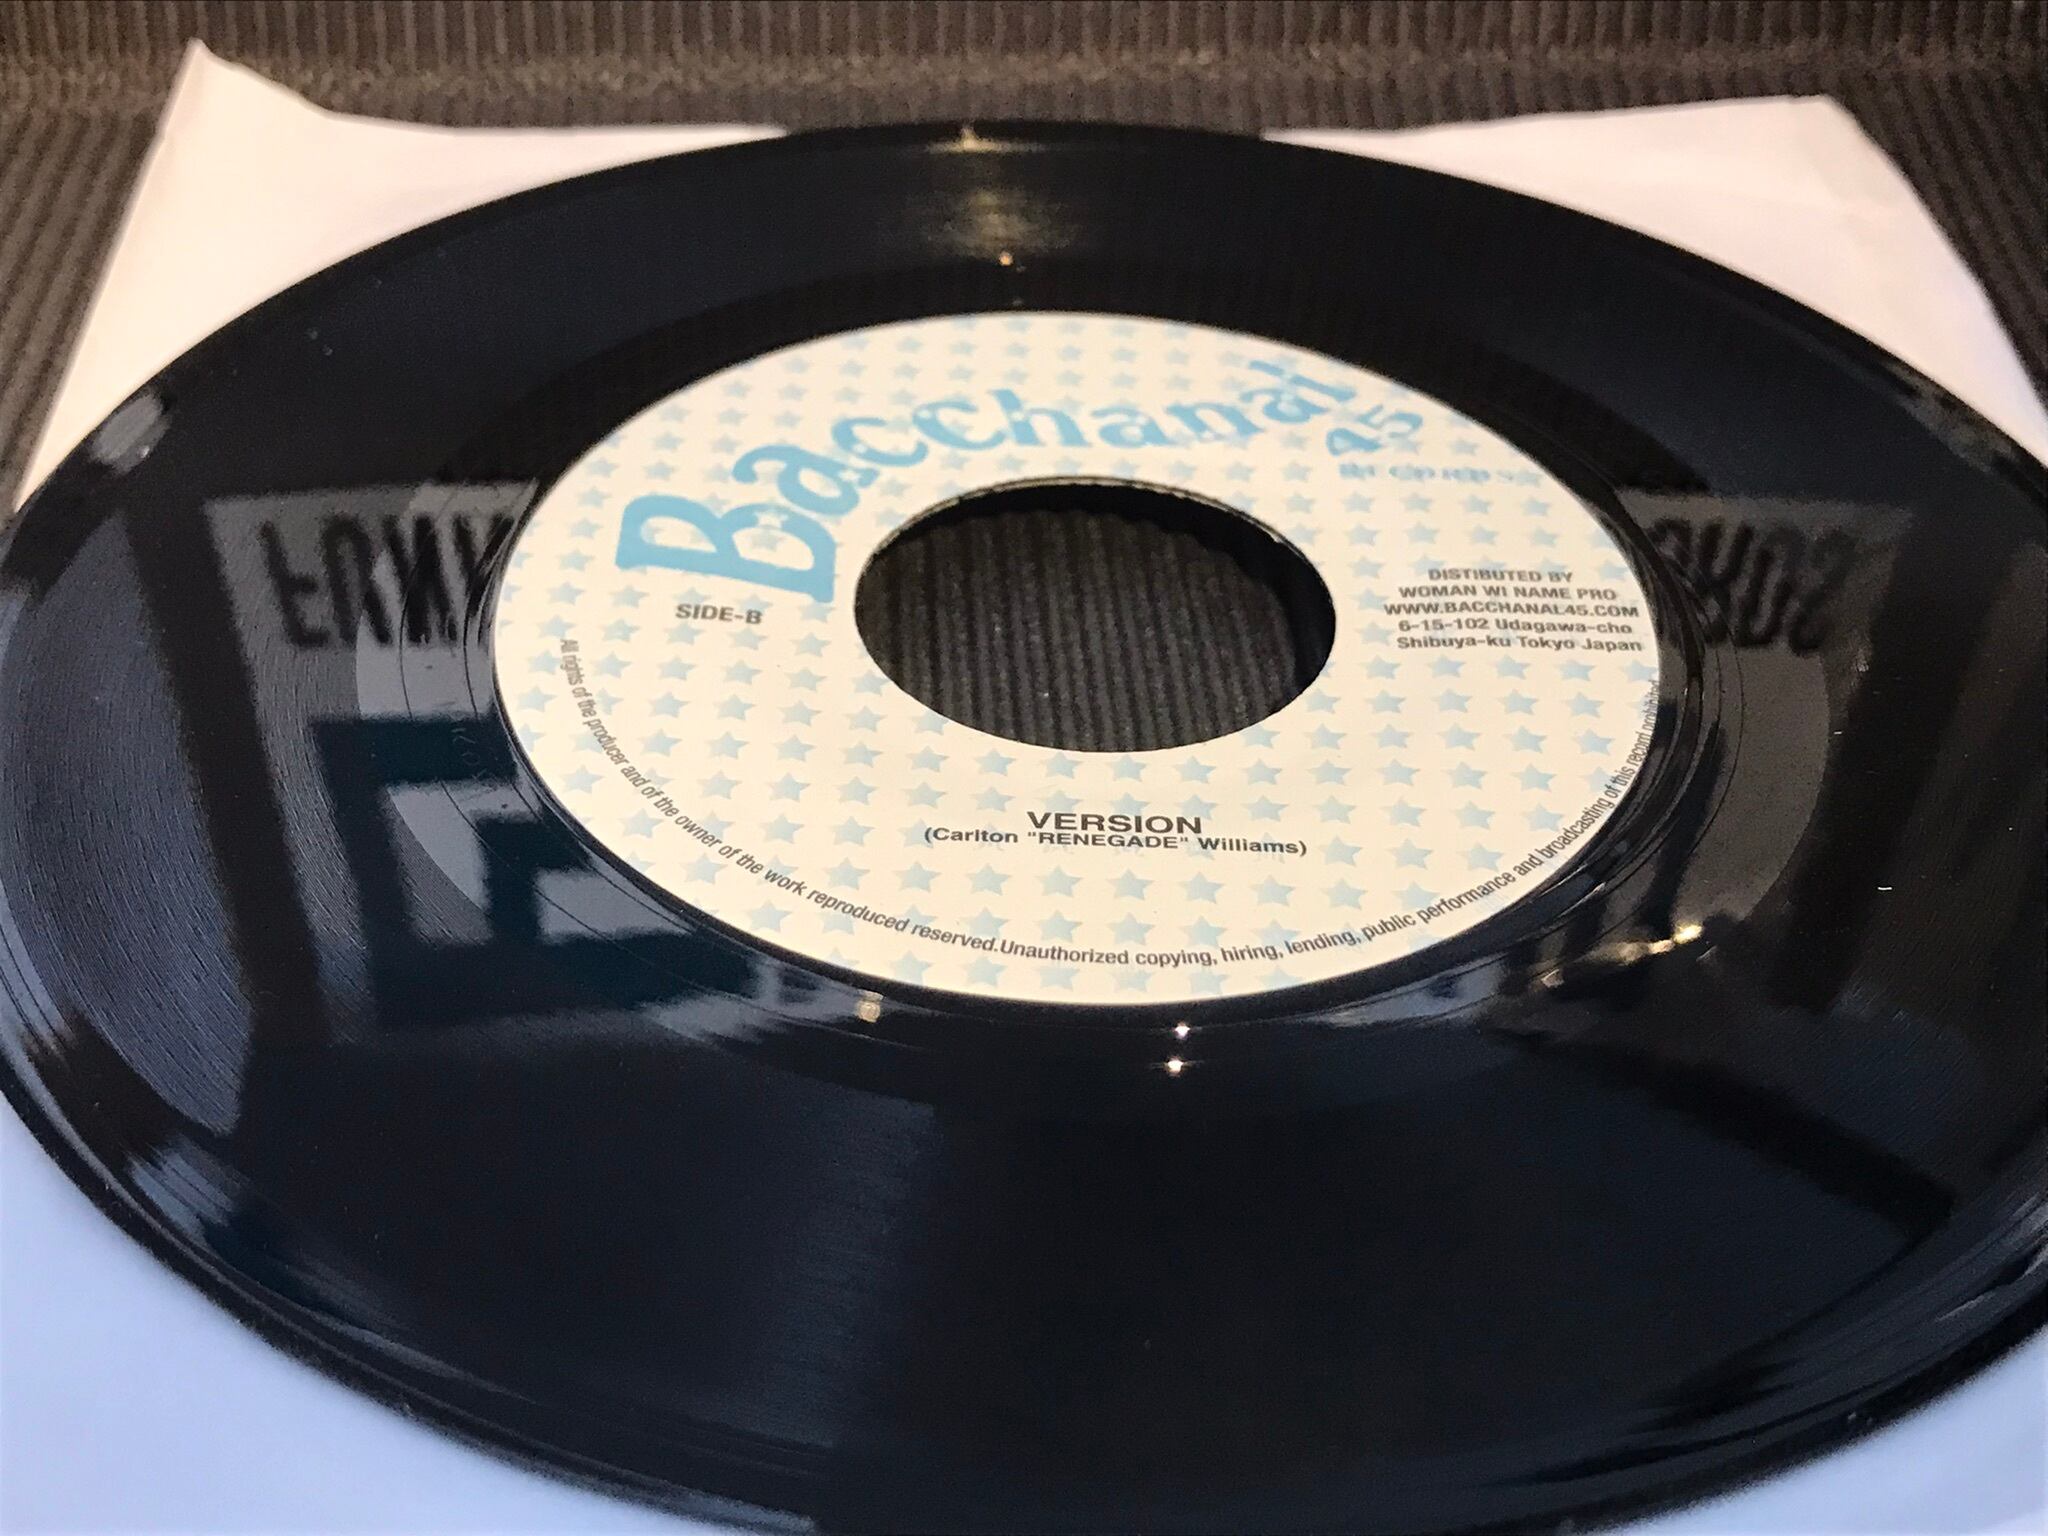 Bacchanal
45
RECORDS
SIDE-B
DISTIBUTED BY
WOMAN WI NAME PRO
WWW.BACCHANAL45.COM
6-15-102 Udagawa-cho
Shibuya-ku Tokyo Japan
VERSION
(Carlton "RENEGADE" Williams)
All rights of the producer and of the owner of the work reproduced reserved. Unauthorized copying, hiring, lending, public performance and broadcasting of this record prohibited